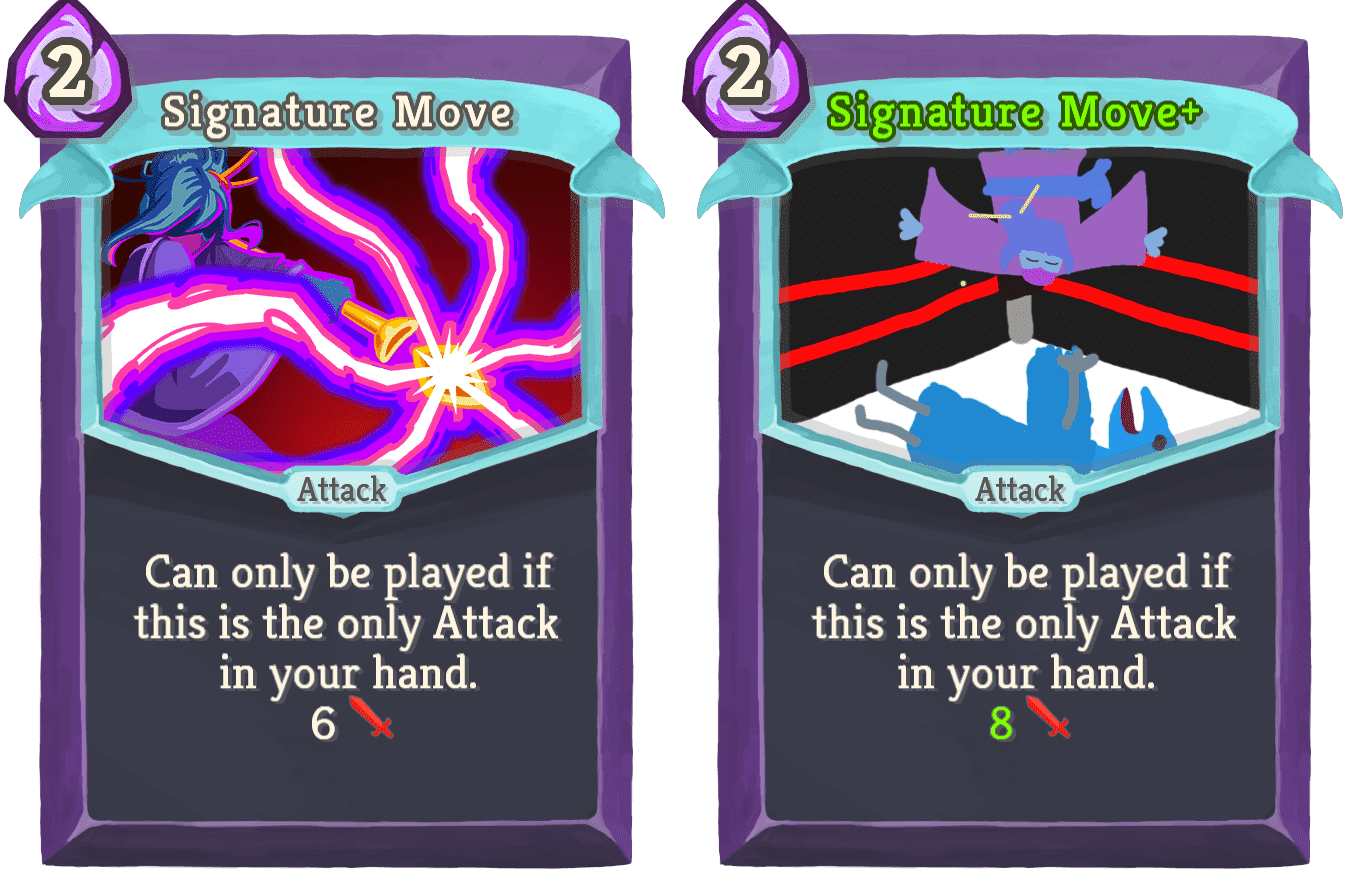 2
Signature Move
Attack
Can only be played if
this is the only Attack
in your hand.
6
2
Signature Move+
Attack
Can only be played if
this is the only Attack
in your hand.
8